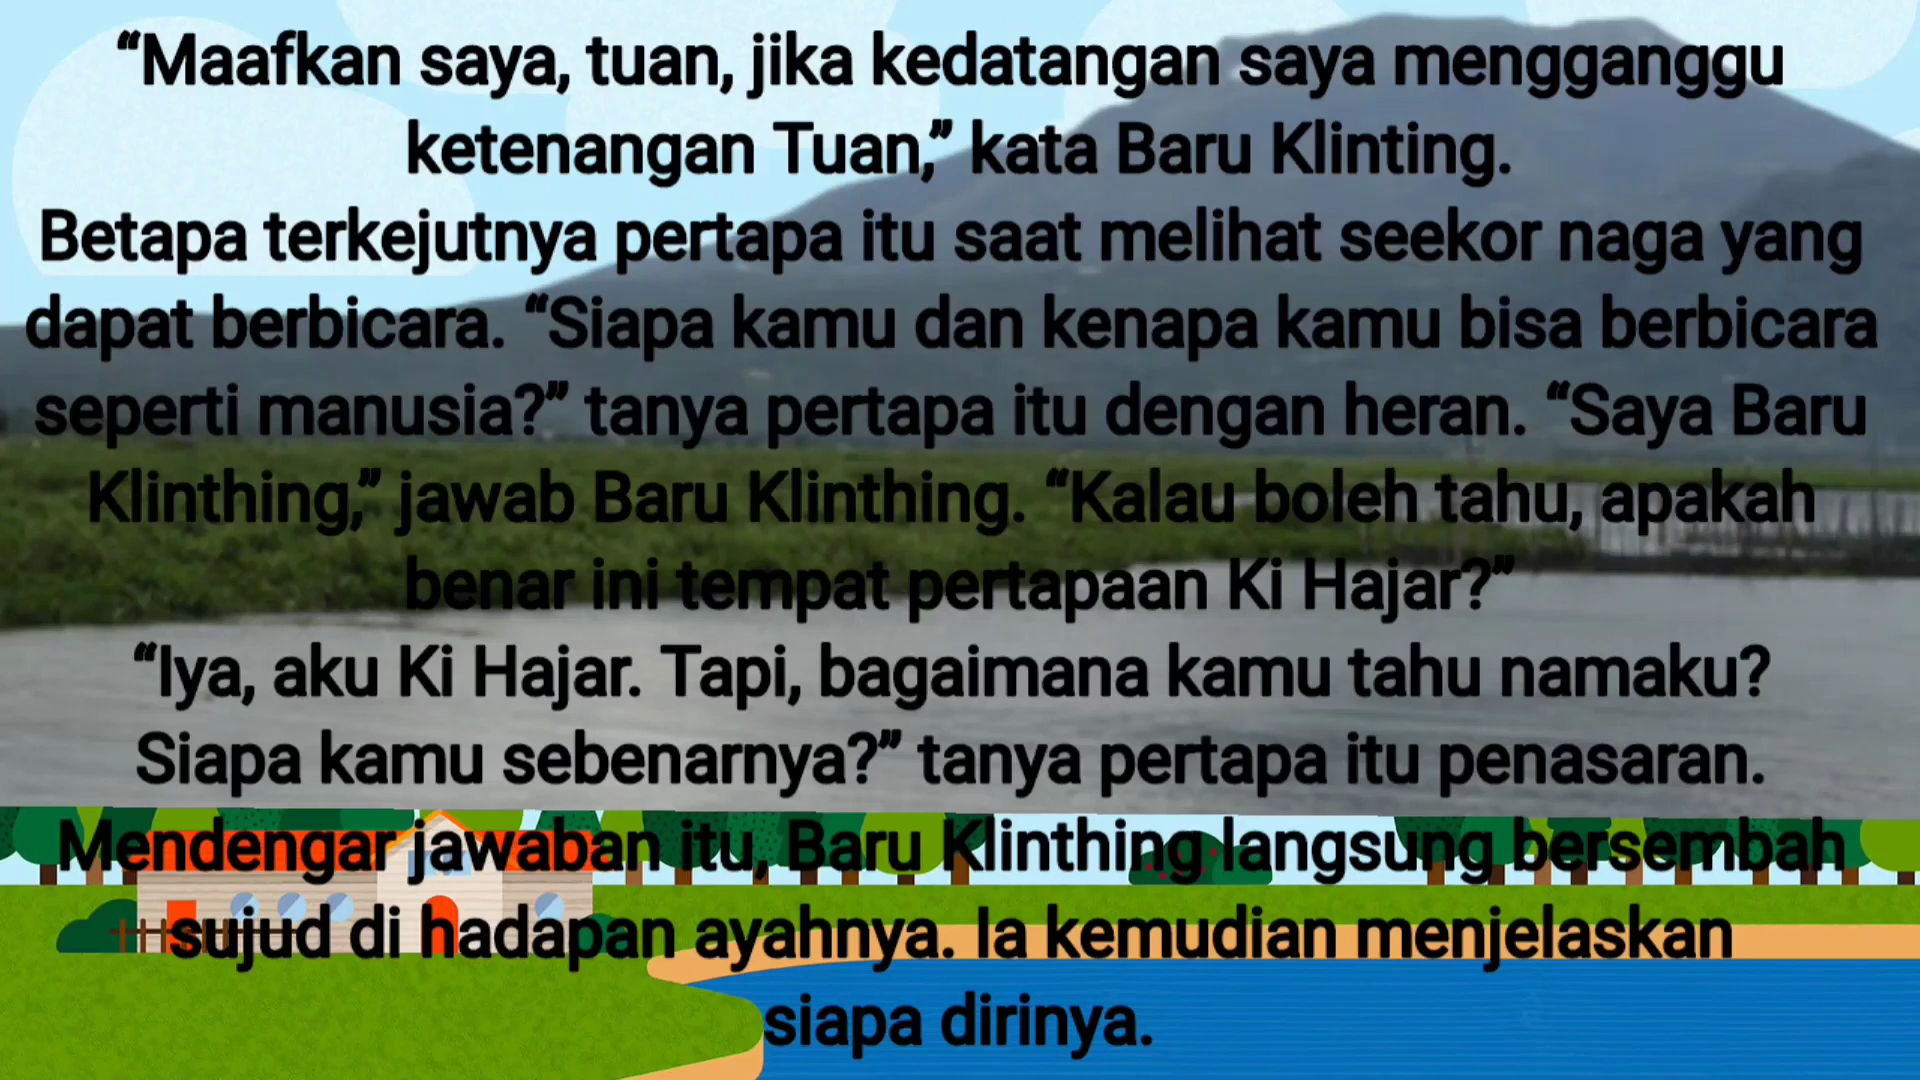 “Maafkan saya, tuan, jika kedatangan saya mengganggu
ketenangan Tuan,” kata Baru Klinting.
Betapa terkejutnya pertapa itu saat melihat seekor naga yang
dapat berbicara. “Siapa kamu dan kenapa kamu bisa berbicara
seperti manusia?” tanya pertapa itu dengan heran. “Saya Baru
Klinthing,” jawab Baru Klinthing. “Kalau boleh tahu, apakah
benar ini tempat pertapaan Ki Hajar?”
“Iya, aku Ki Hajar. Tapi, bagaimana kamu tahu namaku?
Siapa kamu sebenarnya?” tanya pertapa itu penasaran.
Mendengar jawaban itu, Baru Klinthing langsung bersembah
sujud di hadapan ayahnya. Ia kemudian menjelaskan
siapa dirinya.